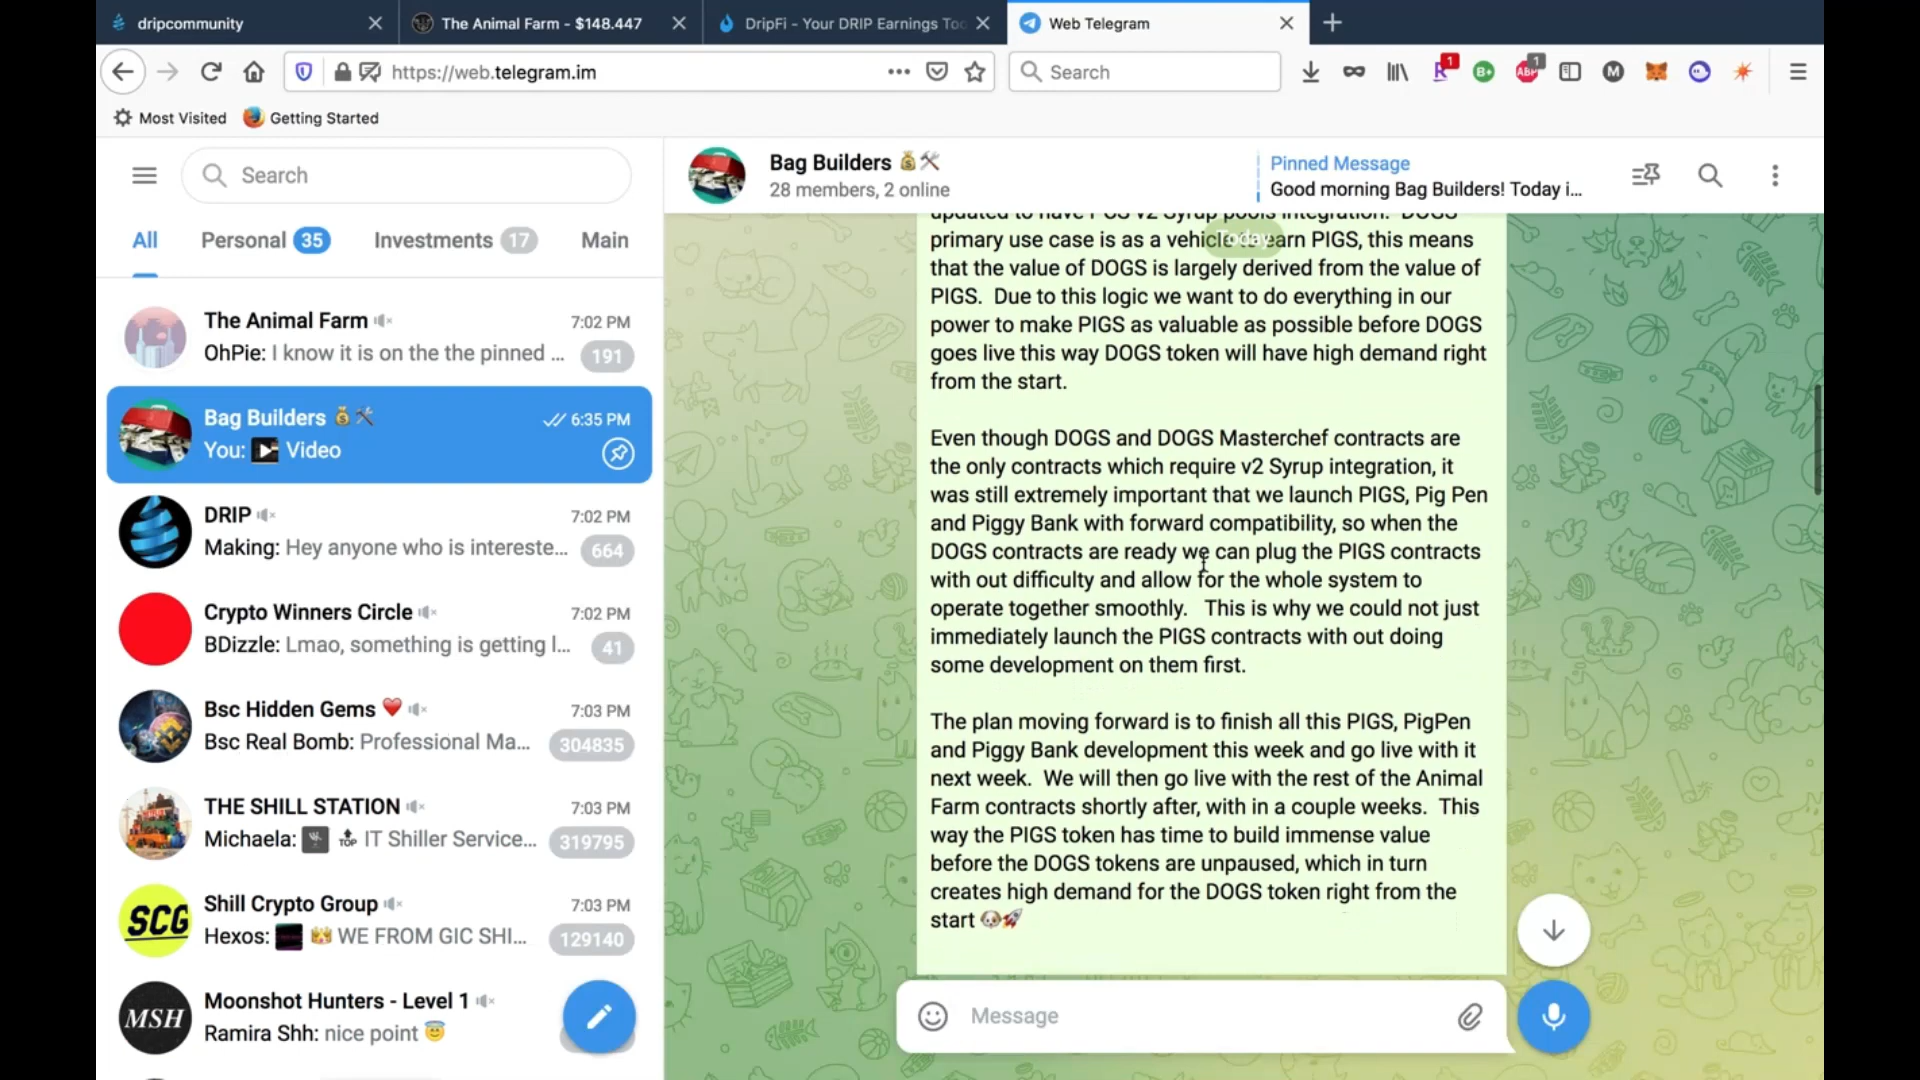 dripcommunity
The Animal Farm - $148.447
DripFi - Your DRIP Earnings Too
Web Telegram
https://web.telegram.im
Search
1
B+
ABP
1
M
Most Visited
Getting Started
Search
All
Personal 35
Investments 17
Main
The Animal Farm
7:02 PM
OhPie: I know it is on the the pinned ...
191
Bag Builders
6:35 PM
You: Video
DRIP
7:02 PM
Making: Hey anyone who is intereste...
664
Crypto Winners Circle
7:02 PM
BDizzle: Lmao, something is getting l...
41
Bsc Hidden Gems
7:03 PM
Bsc Real Bomb: Professional Ma...
304835
THE SHILL STATION
7:03 PM
Michaela: TOP IT Shiller Service...
319795
SCG
Shill Crypto Group
7:03 PM
Hexos: WE FROM GIC SHI...
129140
MSH
Moonshot Hunters - Level 1
Ramira Shh: nice point
Bag Builders
28 members, 2 online
Pinned Message
Good morning Bag Builders! Today i...
Today
updated to have PCS v2 Syrup pools integration. DOGS
primary use case is as a vehicle to earn PIGS, this means
that the value of DOGS is largely derived from the value of
PIGS. Due to this logic we want to do everything in our
power to make PIGS as valuable as possible before DOGS
goes live this way DOGS token will have high demand right
from the start.
Even though DOGS and DOGS Masterchef contracts are
the only contracts which require v2 Syrup integration, it
was still extremely important that we launch PIGS, Pig Pen
and Piggy Bank with forward compatibility, so when the
DOGS contracts are ready we can plug the PIGS contracts
with out difficulty and allow for the whole system to
operate together smoothly. This is why we could not just
immediately launch the PIGS contracts with out doing
some development on them first.
The plan moving forward is to finish all this PIGS, PigPen
and Piggy Bank development this week and go live with it
next week. We will then go live with the rest of the Animal
Farm contracts shortly after, with in a couple weeks. This
way the PIGS token has time to build immense value
before the DOGS tokens are unpaused, which in turn
creates high demand for the DOGS token right from the
start
Message